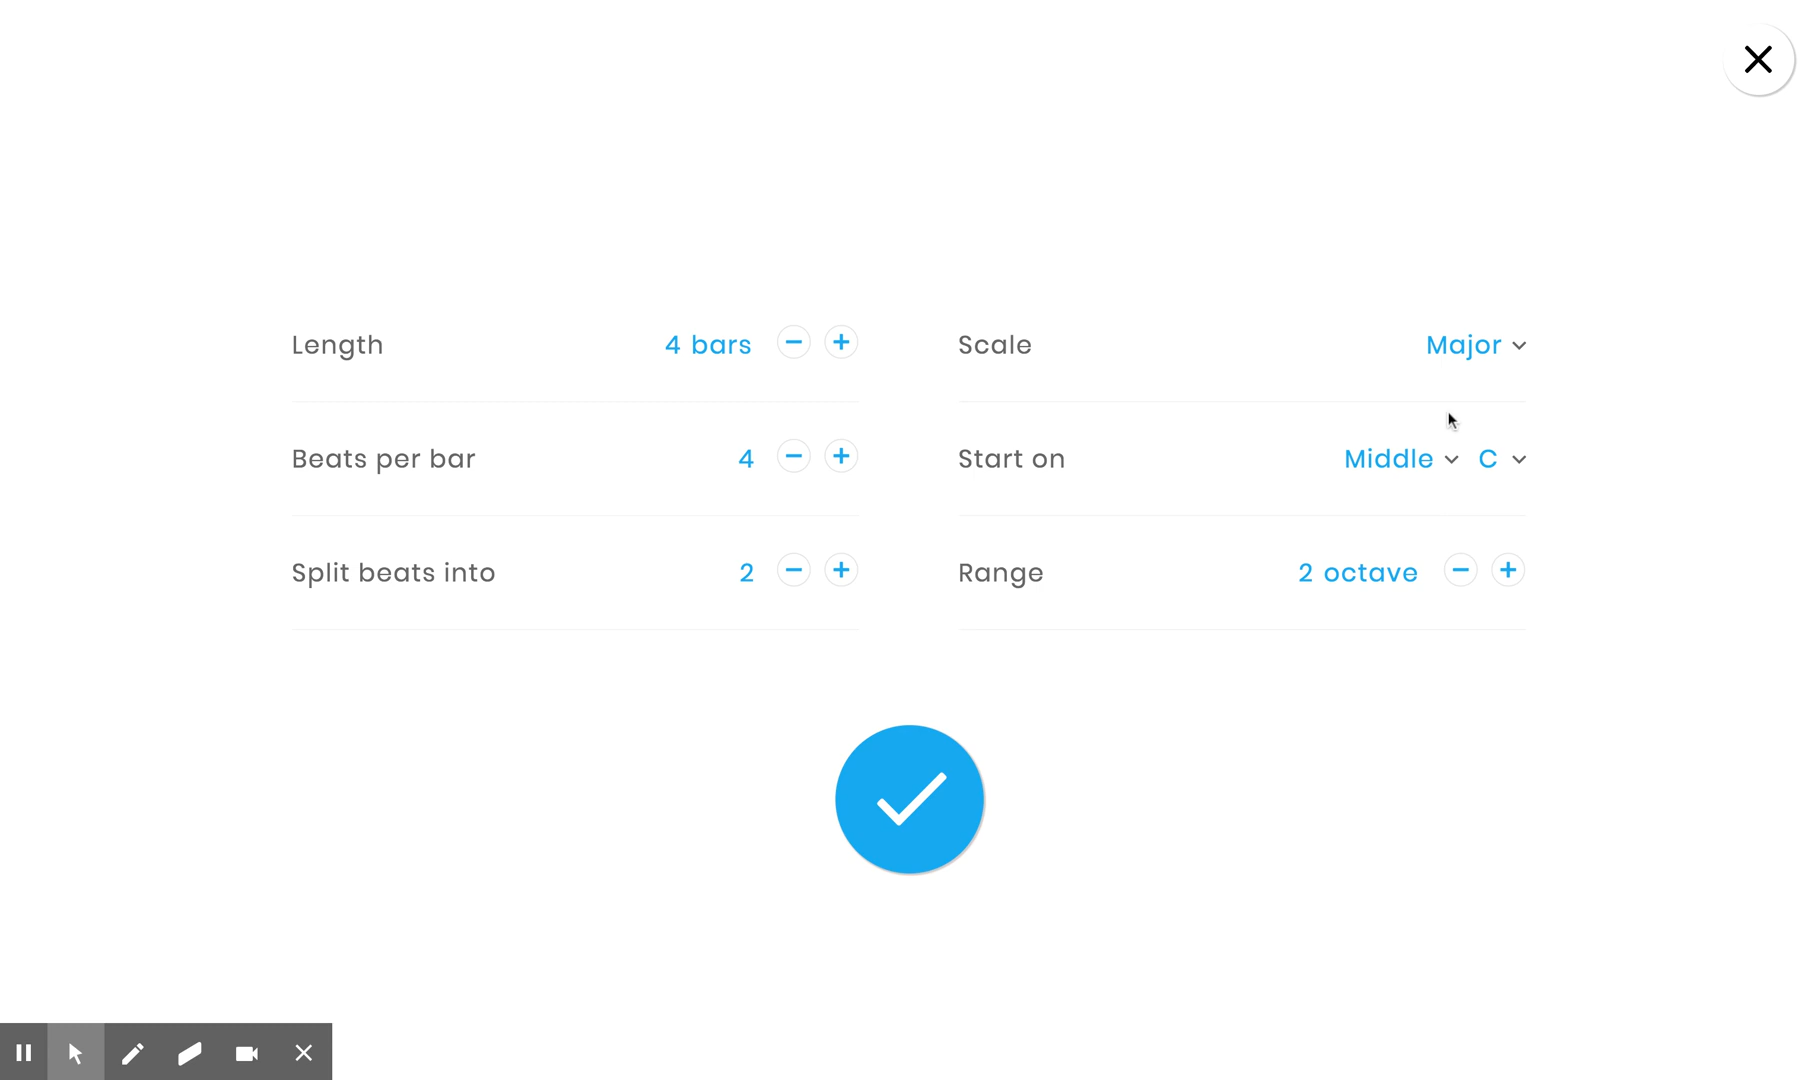 Length 4 bars
Beats per bar 4
Split beats into 2
Scale Major
Start on Middle C
Range 2 octave